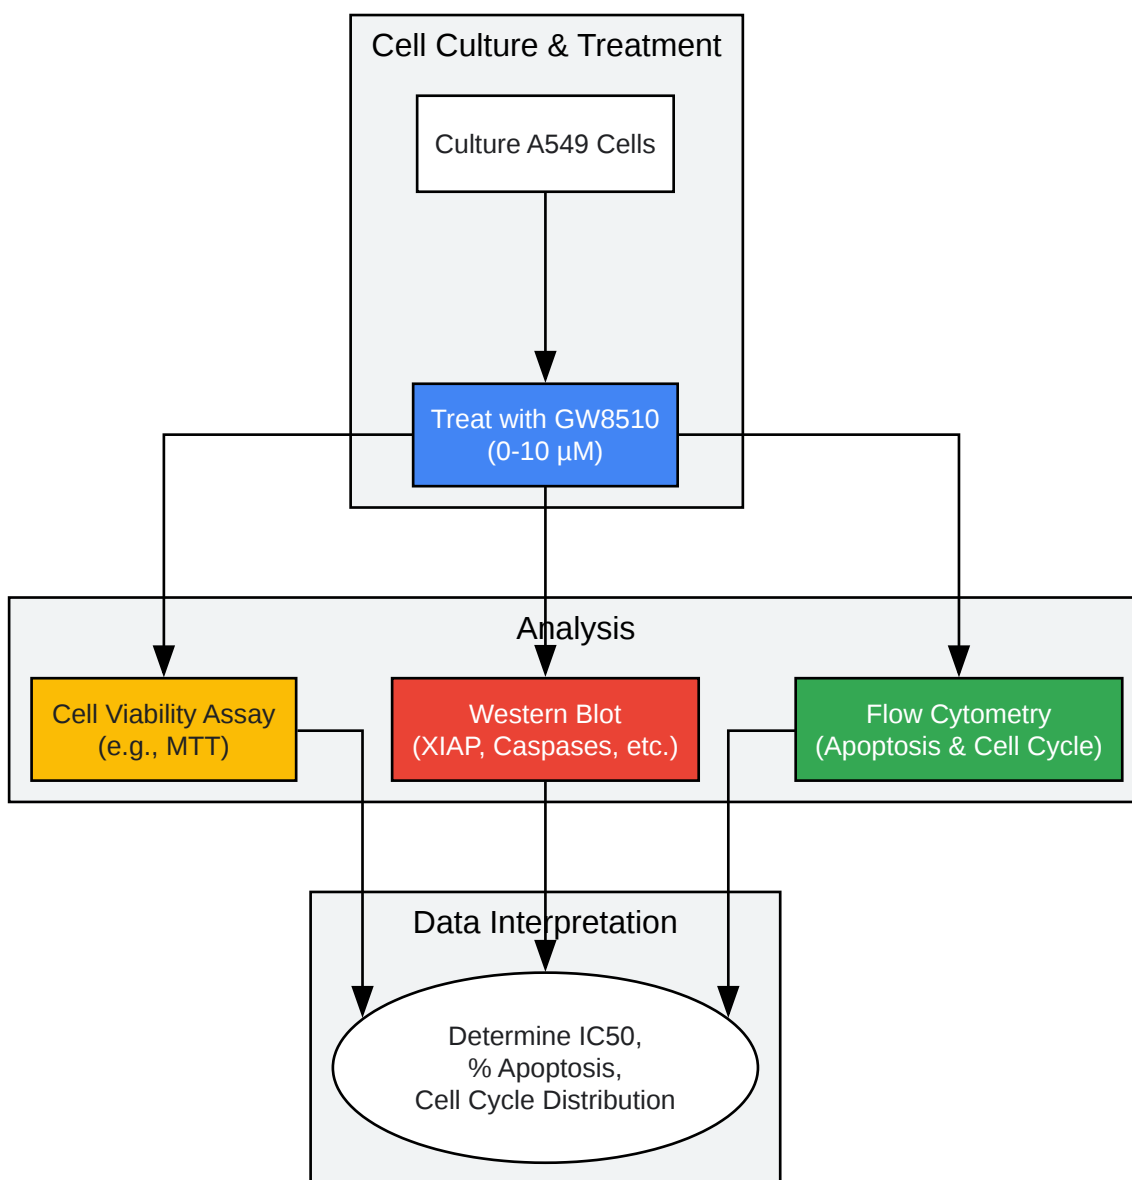 Cell Culture & Treatment
Culture A549 Cells
Treat with GW8510
(0-10 µM)
Analysis
Cell Viability Assay
(e.g., MTT)
Western Blot
(XIAP, Caspases, etc.)
Flow Cytometry
(Apoptosis & Cell Cycle)
Data Interpretation
Determine IC50,
% Apoptosis,
Cell Cycle Distribution